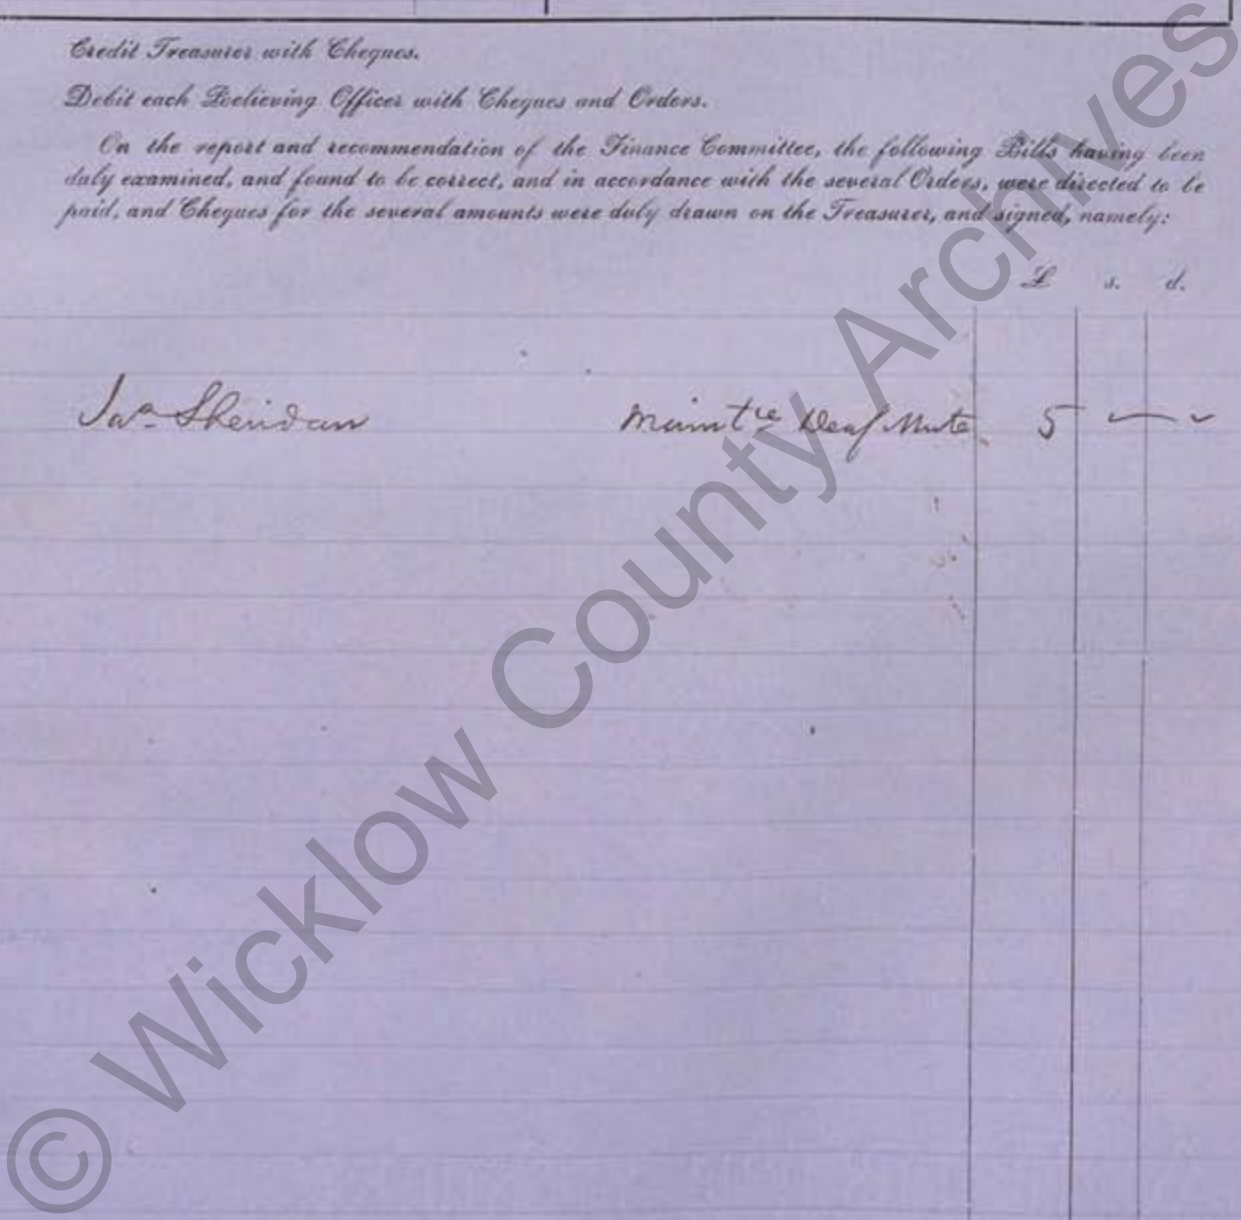 Credit Treasurer with Cheques.
Debit each Relieving Officer with Cheques and Orders.
On the report and recommendation of the Finance Committee, the following Bills having been
duly examined, and found to be correct, and in accordance with the several Orders, were directed to be
paid, and Cheques for the several amounts were duly drawn on the Treasurer, and signed, namely:
£ s. d.
Jas Sheridan Maintce Deaf Mute 5 — —
© Wicklow County Archives